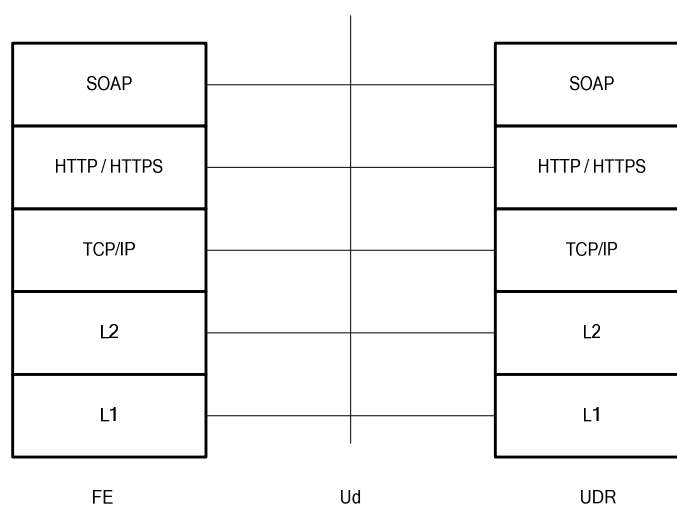 SOAP SOAP
HTTP / HTTPS HTTP / HTTPS
TCP/IP TCP/IP
L2 L2
L1 L1
FE Ud UDR